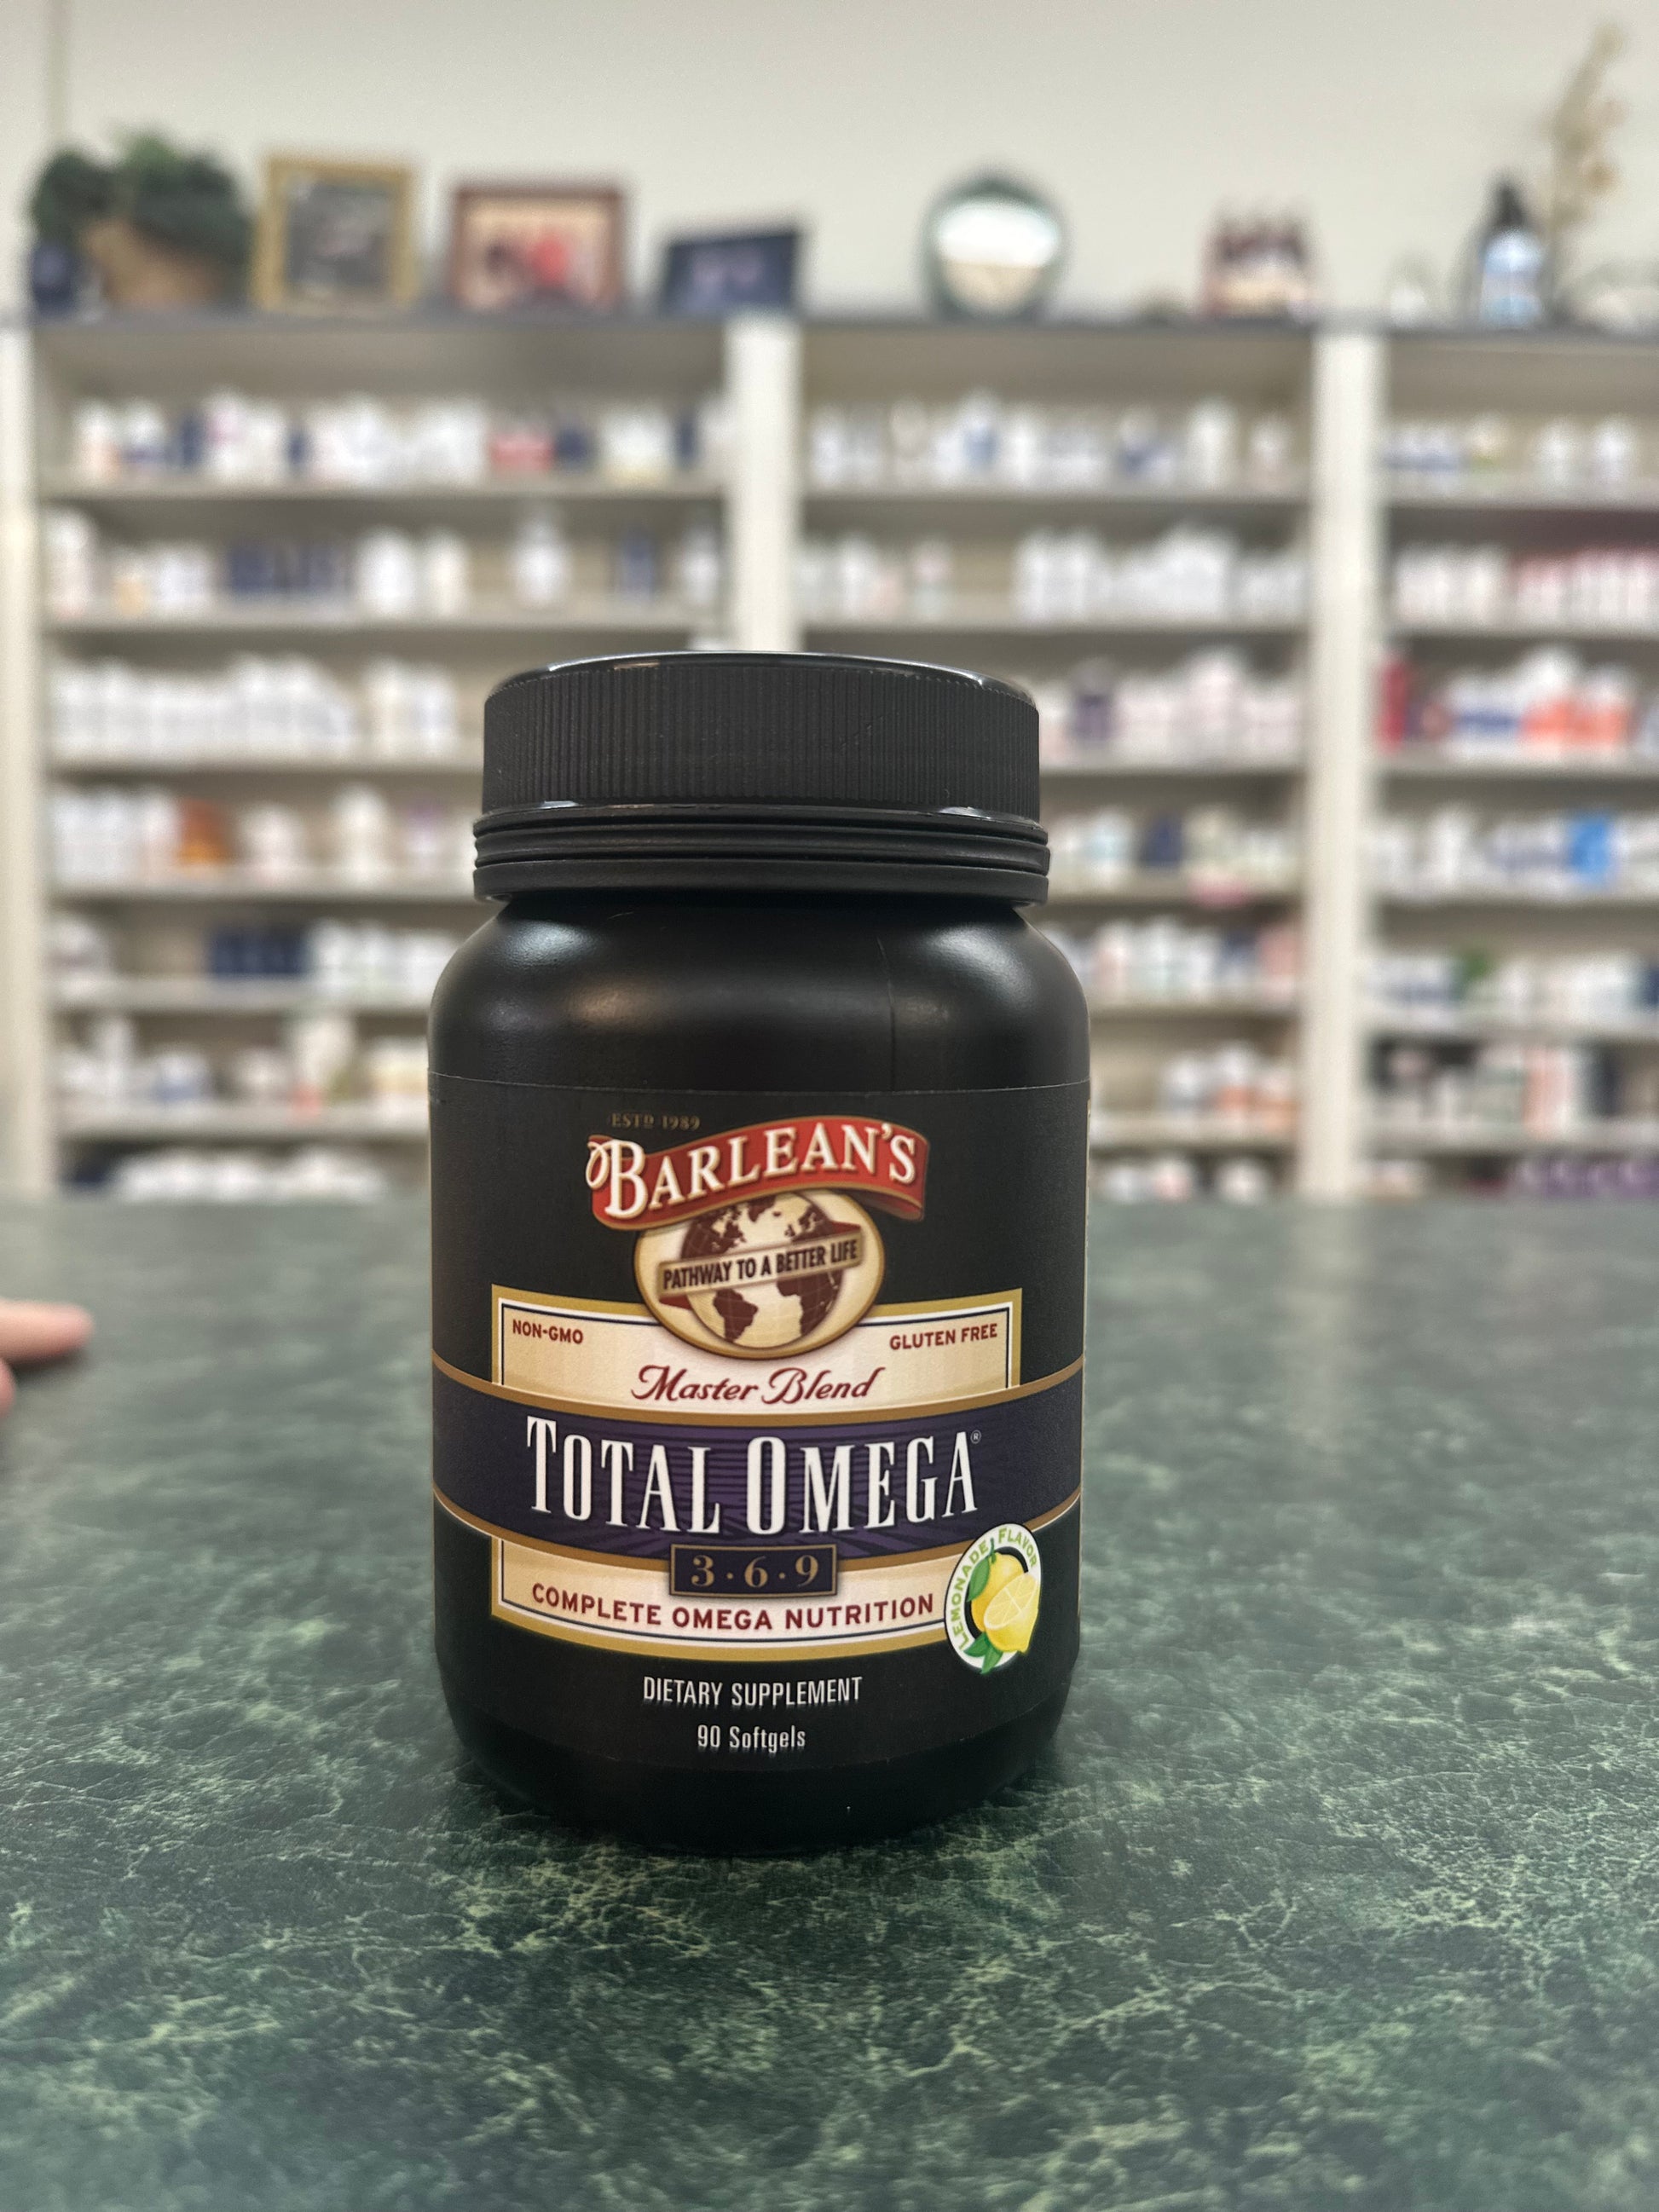 ESTD 1989
BARLEAN'S
PATHWAY TO A BETTER LIFE
NON-GMO
GLUTEN FREE
Master Blend
TOTAL OMEGA®
3·6·9
COMPLETE OMEGA NUTRITION
LEMONADE FLAVOR
DIETARY SUPPLEMENT
90 Softgels